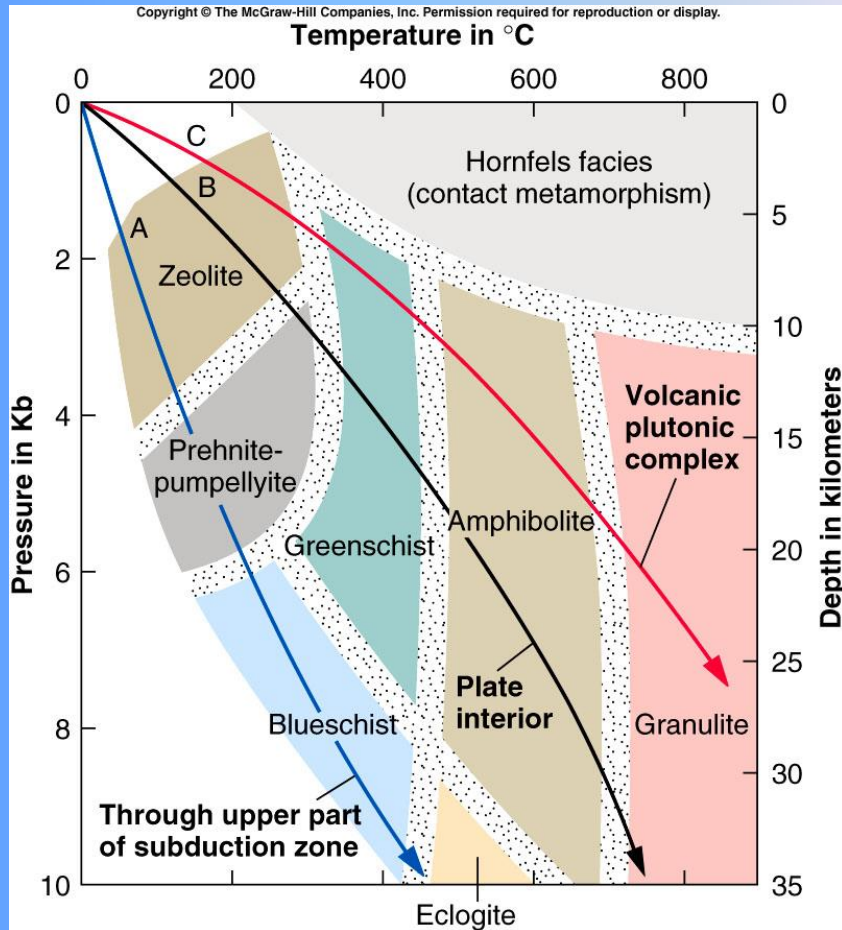 Copyright © The McGraw-Hill Companies, Inc. Permission required for reproduction or display.
Temperature in °C
0 200 400 600 800
0 0
C
Hornfels facies
(contact metamorphism)
B
A
5
2
Zeolite
10
Volcanic
plutonic
complex
4
15
Prehnite-
pumpellyite
Amphibolite
Greenschist
20
6
Pressure in Kb
Depth in kilometers
25
Plate
interior
Blueschist
Granulite
8
30
Through upper part
of subduction zone
10 35
Eclogite